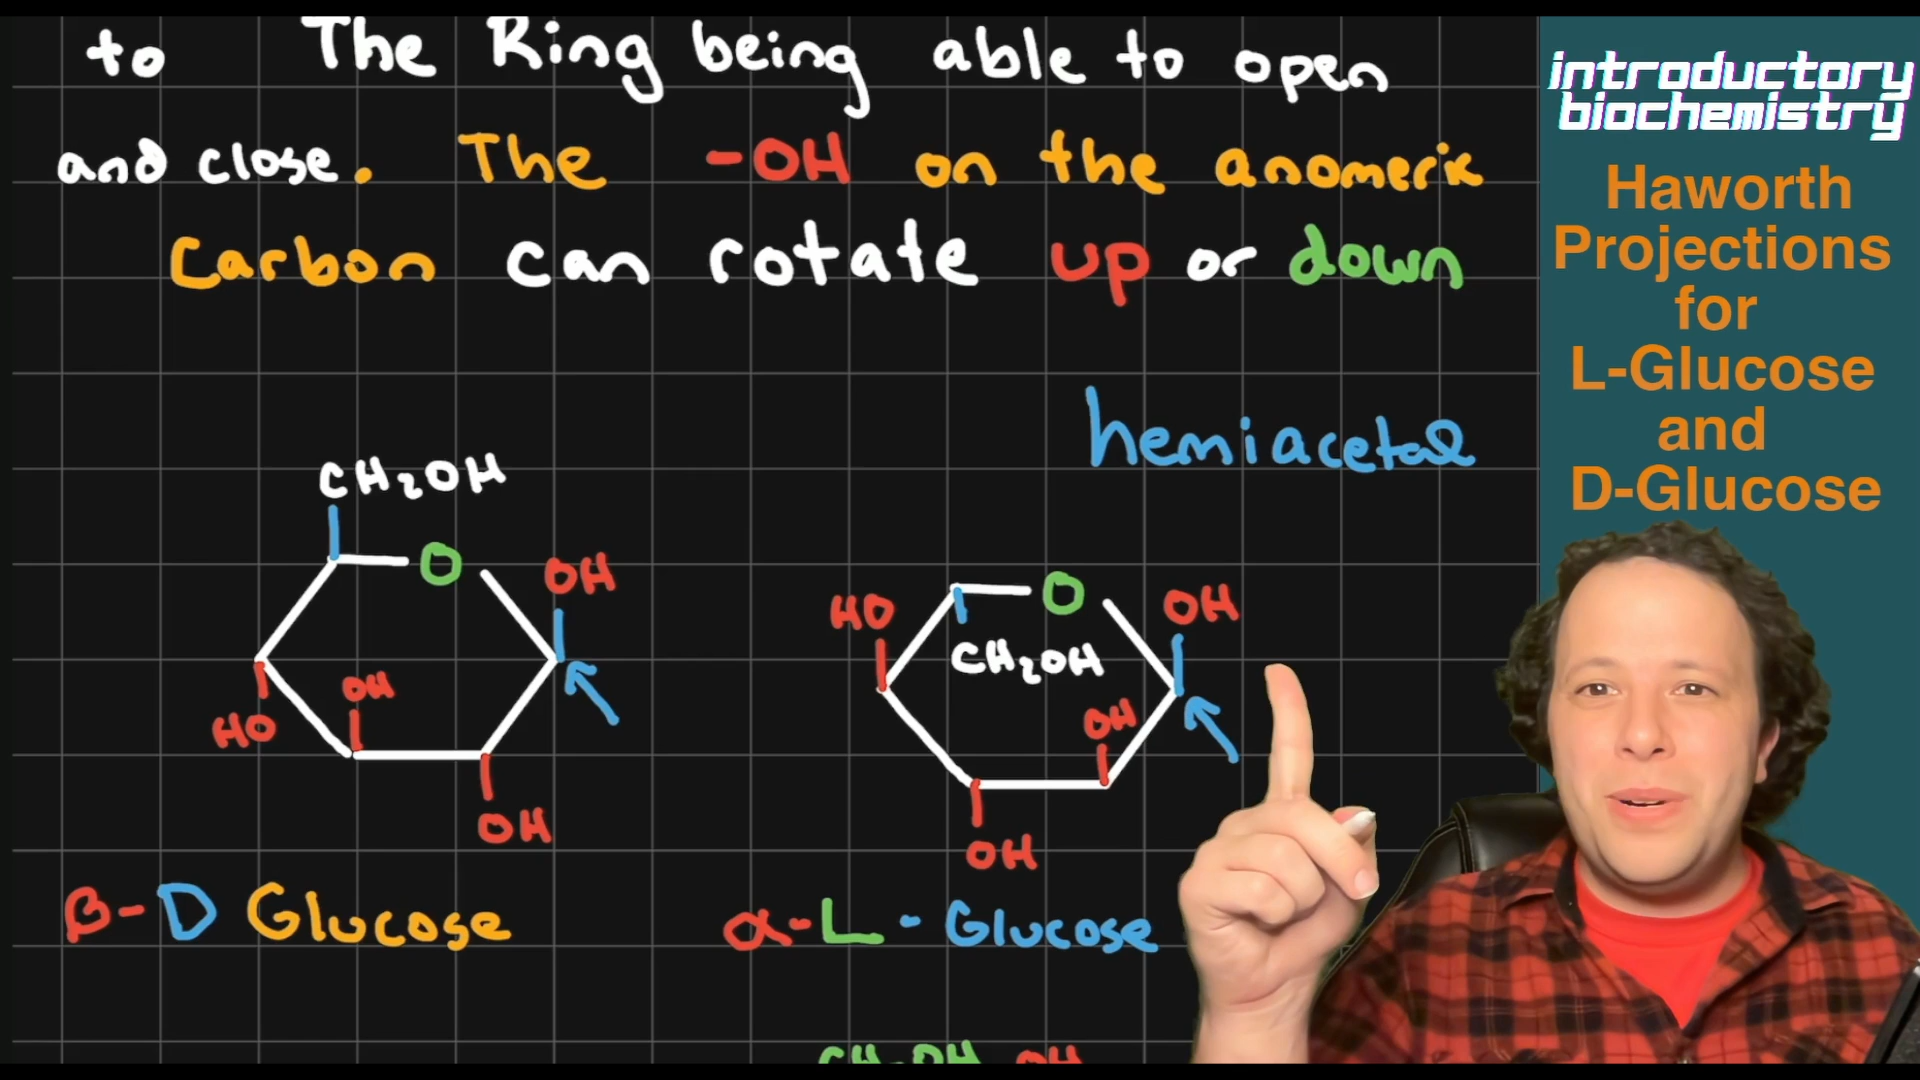 to The Ring being able to open
and close. The -OH on the anomeric
Carbon can rotate up or down
hemiacetal
CH2OH
O
OH
HO
OH
OH
β-D Glucose
HO
O
OH
CH2OH
OH
OH
α-L-Glucose
CH2OH OH
introductory
biochemistry
Haworth
Projections
for
L-Glucose
and
D-Glucose